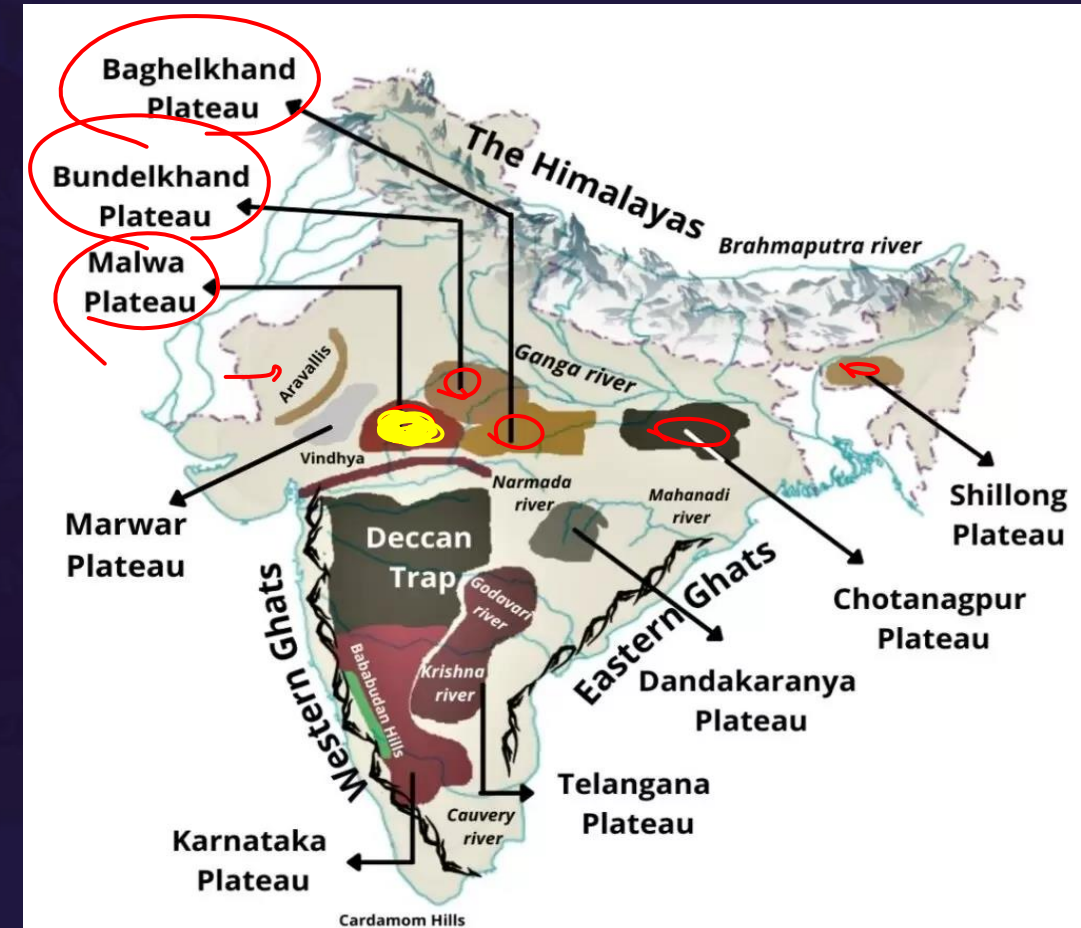 Baghelkhand
Plateau
Bundelkhand
Plateau
Malwa
Plateau
The Himalayas
Brahmaputra river
Aravallis
Ganga river
Vindhya
Narmada
river
Mahanadi
river
Marwar
Plateau
Shillong
Plateau
Deccan
Trap
Godavari
river
Chotanagpur
Plateau
Western Ghats
Eastern Ghats
Bababudan Hills
Krishna
river
Dandakaranya
Plateau
Telangana
Plateau
Cauvery
river
Karnataka
Plateau
Cardamom Hills